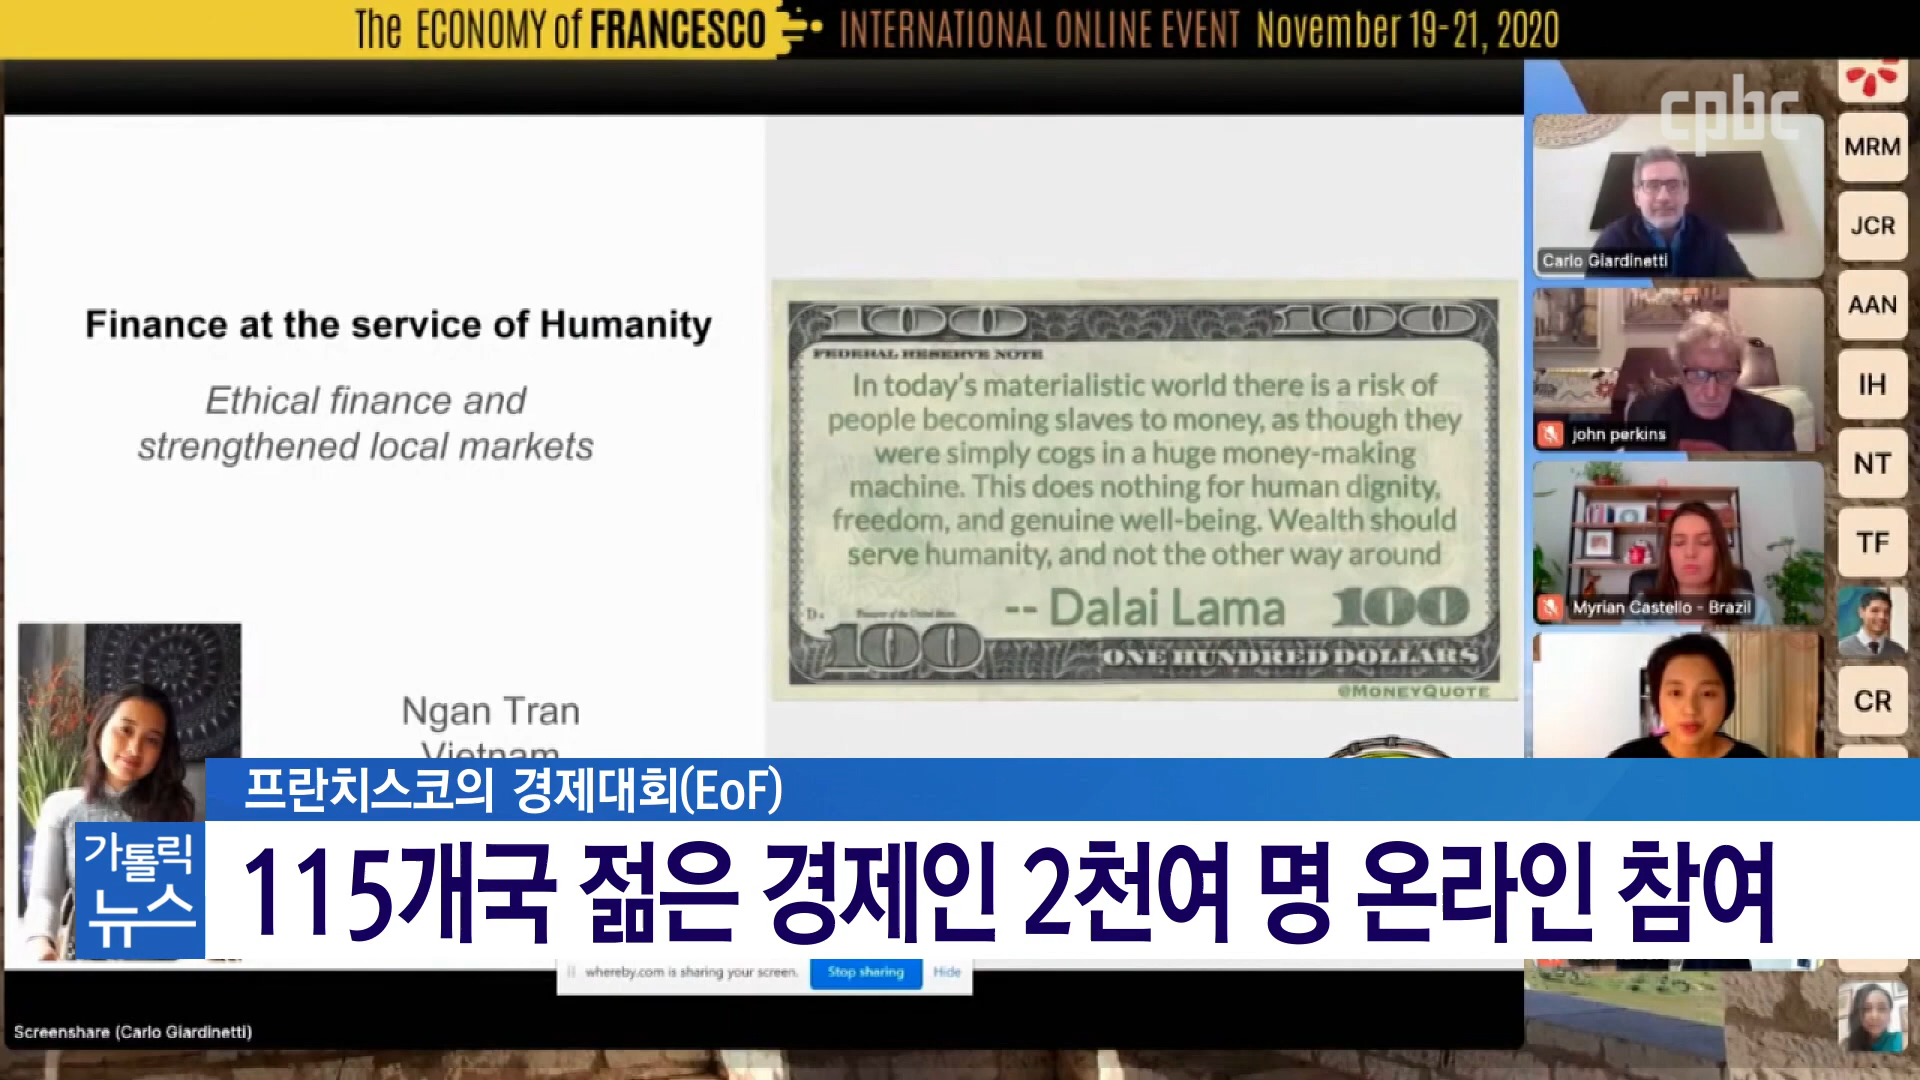 The ECONOMY of FRANCESCO INTERNATIONAL ONLINE EVENT November 19-21, 2020
cpbc
Finance at the service of Humanity
Ethical finance and
strengthened local markets
Ngan Tran
Vietnam
100 100
FEDERAL RESERVE NOTE
In today's materialistic world there is a risk of
people becoming slaves to money, as though they
were simply cogs in a huge money-making
machine. This does nothing for human dignity,
freedom, and genuine well-being. Wealth should
serve humanity, and not the other way around
-- Dalai Lama 100
100
ONE HUNDRED DOLLARS
@MONEYQUOTE
Carlo Giardinetti
john perkins
Myrian Castello - Brazil
MRM
JCR
AAN
IH
NT
TF
CR
프란치스코의 경제대회(EoF)
가톨릭
뉴스
115개국 젊은 경제인 2천여 명 온라인 참여
whereby.com is sharing your screen. Stop sharing Hide
Screenshare (Carlo Giardinetti)